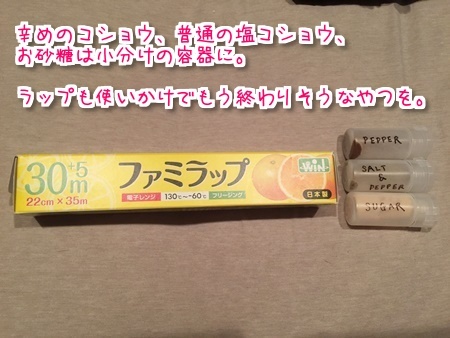 辛めのコショウ、普通の塩コショウ、
お砂糖は小分けの容器に。
ラップも使いかけでもう終わりそうなやつを。
30+5m
22cm×35m
ファミラップ
電子レンジ 130℃〜-60℃ フリージング
WiN
日本製
PEPPER
SALT
&
PEPPER
SUGAR